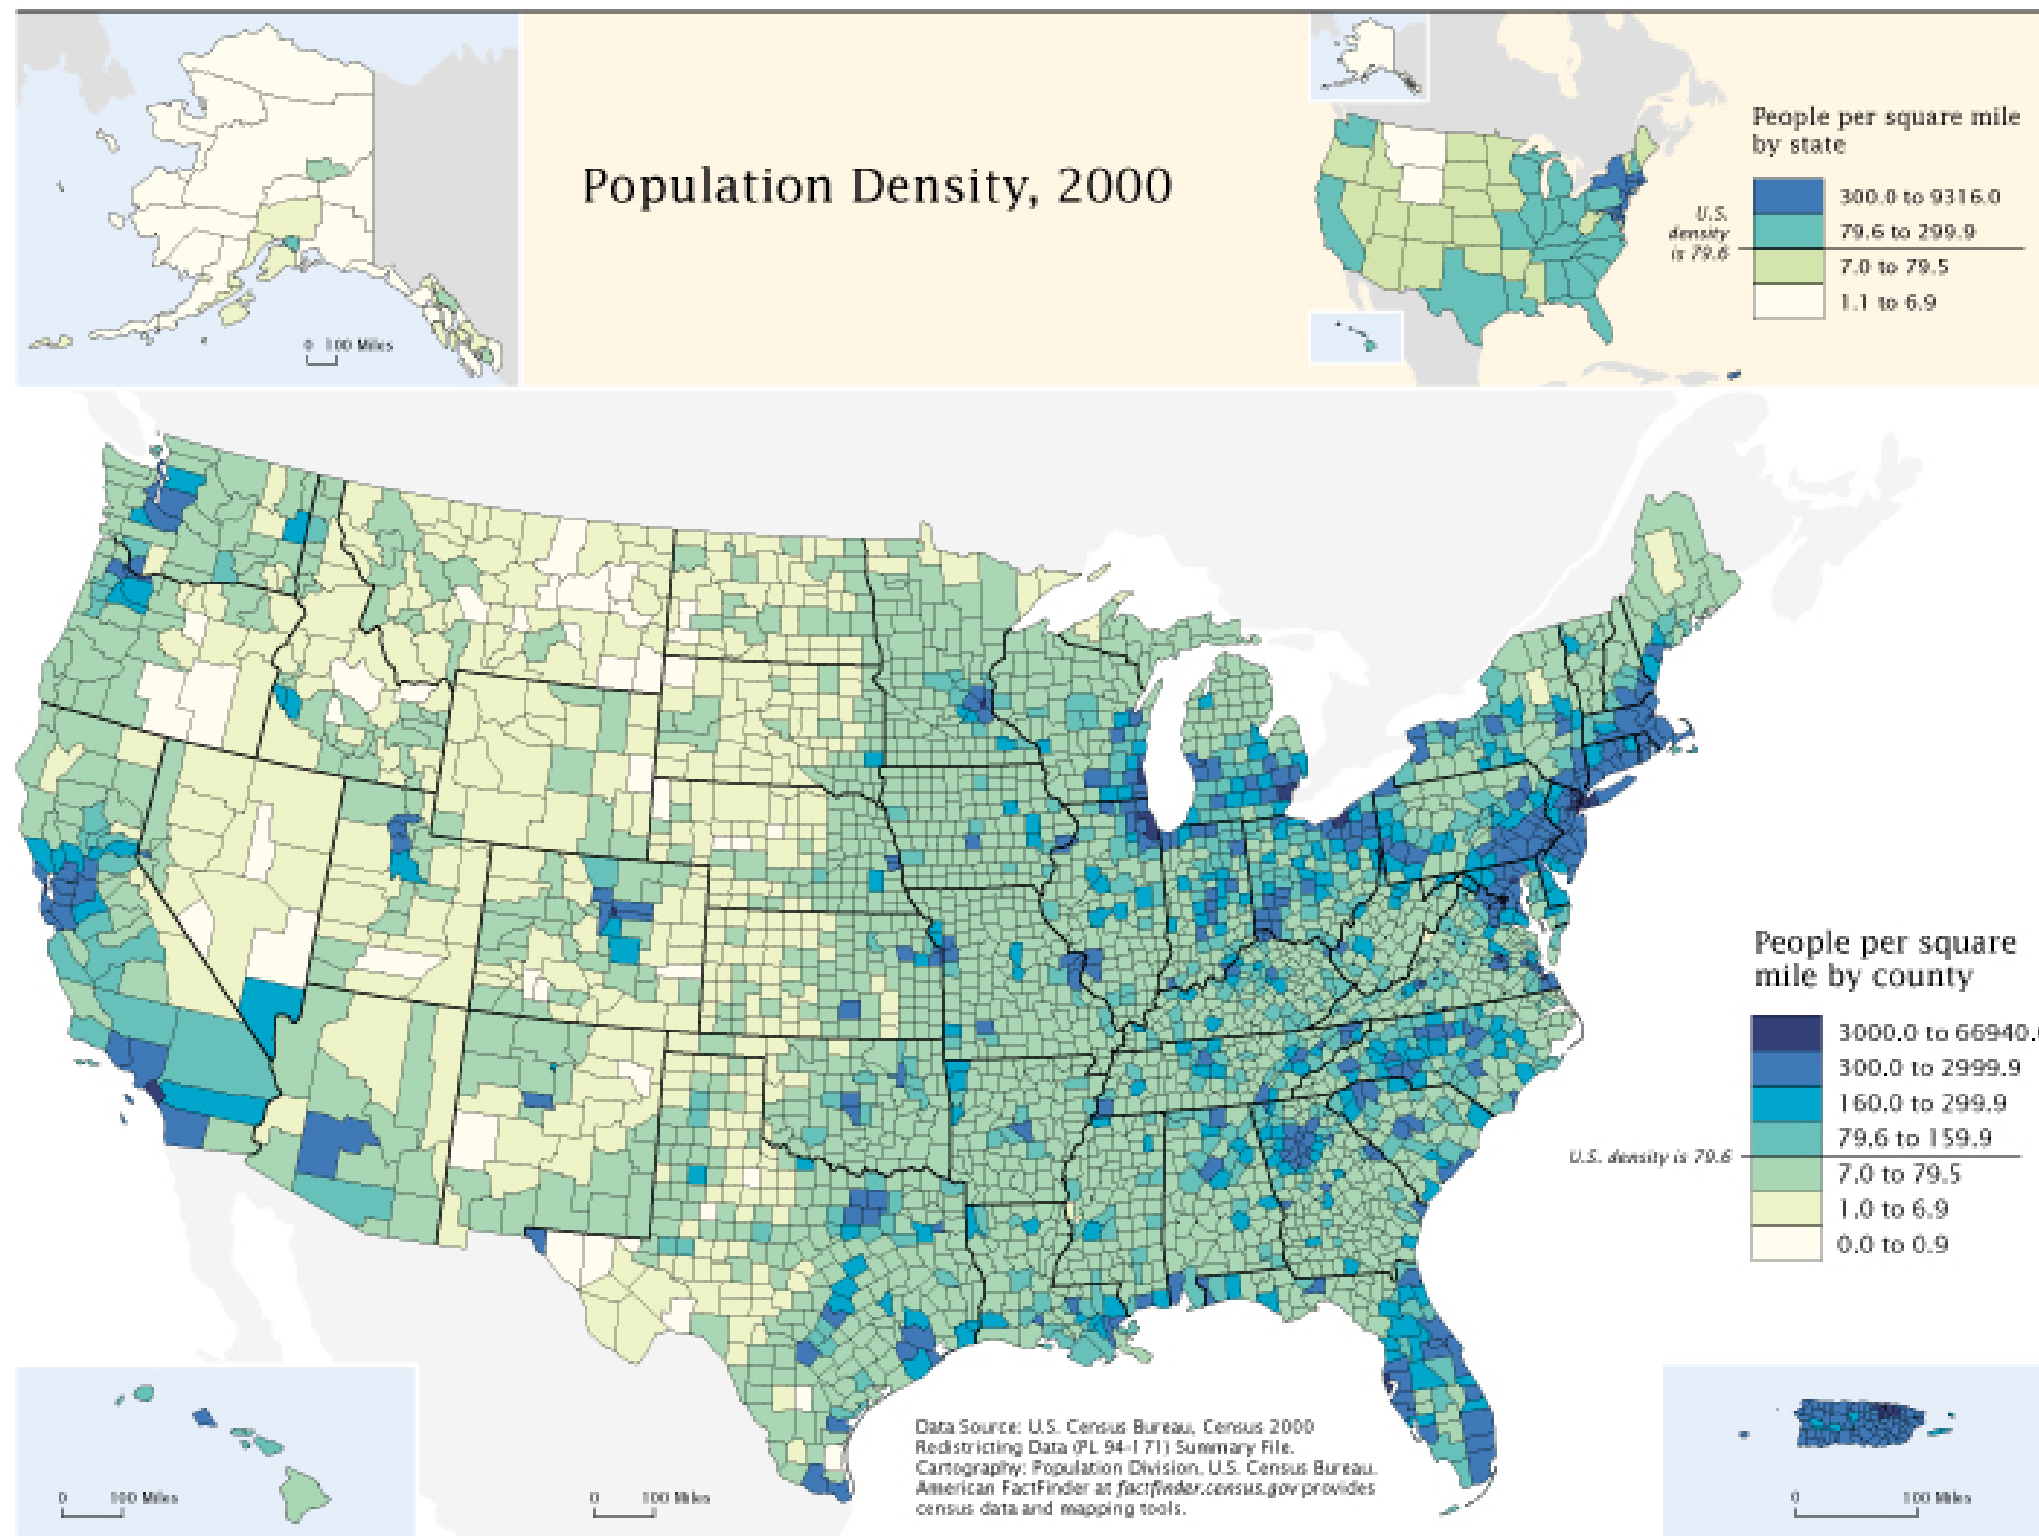 Population Density, 2000
0 100 Miles
People per square mile
by state
300.0 to 9316.0
79.6 to 299.9
7.0 to 79.5
1.1 to 6.9
U.S.
density
is 79.6
People per square
mile by county
3000.0 to 66940.
300.0 to 2999.9
160.0 to 299.9
79.6 to 159.9
7.0 to 79.5
1.0 to 6.9
0.0 to 0.9
U.S. density is 79.6
Data Source: U.S. Census Bureau, Census 2000
Redistricting Data (PL 94-171) Summary File.
Cartography: Population Division, U.S. Census Bureau.
American FactFinder at factfinder.census.gov provides
census data and mapping tools.
0 100 Miles
0 100 Miles
0 100 Miles